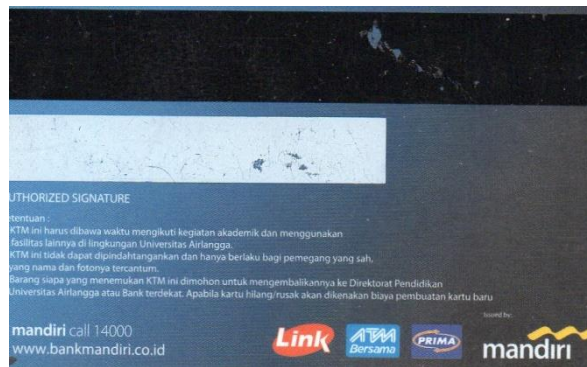 UTHORIZED SIGNATURE
etentuan :
KTM ini harus dibawa waktu mengikuti kegiatan akademik dan menggunakan
fasilitas lainnya di lingkungan Universitas Airlangga.
KTM ini tidak dapat dipindahtangankan dan hanya berlaku bagi pemegang yang sah,
yang nama dan fotonya tercantum.
Barang siapa yang menemukan KTM ini dimohon untuk mengembalikannya ke Direktorat Pendidikan
Universitas Airlangga atau Bank terdekat. Apabila kartu hilang/rusak akan dikenakan biaya pembuatan kartu baru
Issued by:
mandiri call 14000
www.bankmandiri.co.id
Link
ATM
Bersama
PRIMA
mandiri